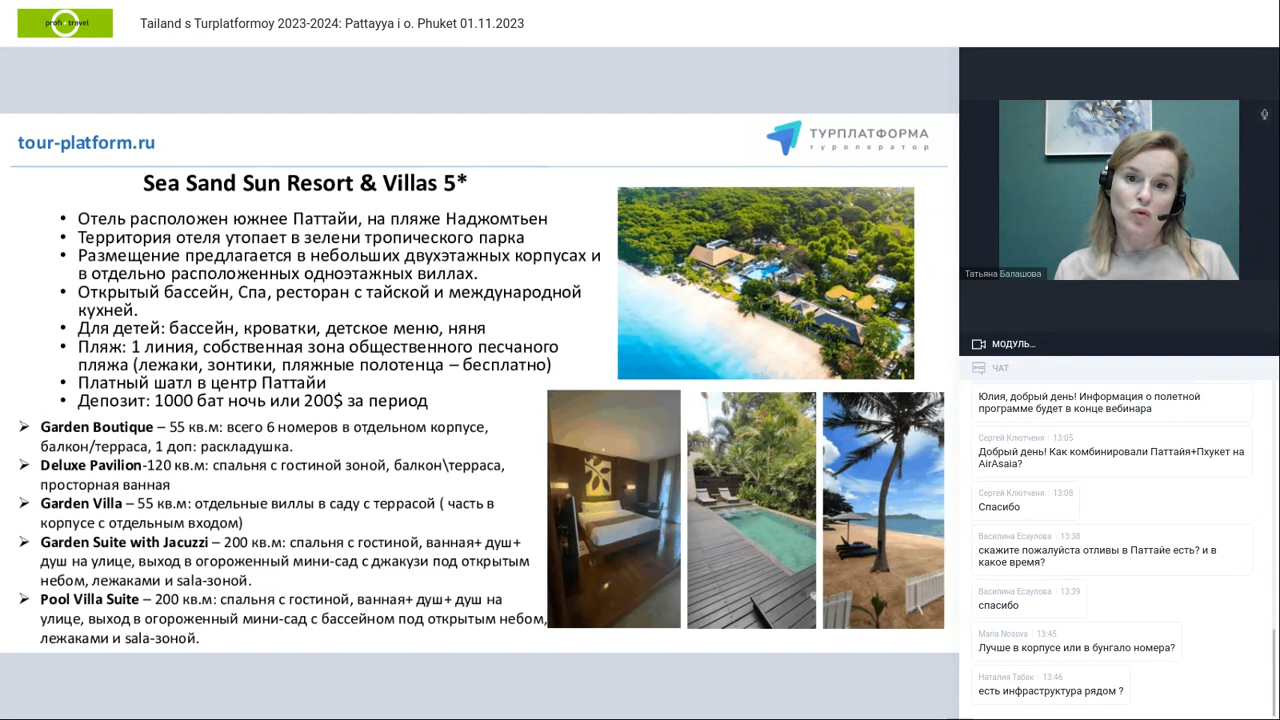 profi travel
Tailand s Turplatformoy 2023-2024: Pattayya i o. Phuket 01.11.2023
tour-platform.ru
ТУРПЛАТФОРМА
туроператор
Sea Sand Sun Resort & Villas 5*
• Отель расположен южнее Паттайи, на пляже Наджомтьен
• Территория отеля утопает в зелени тропического парка
• Размещение предлагается в небольших двухэтажных корпусах и
в отдельно расположенных одноэтажных виллах.
• Открытый бассейн, Спа, ресторан с тайской и международной
кухней.
• Для детей: бассейн, кроватки, детское меню, няня
• Пляж: 1 линия, собственная зона общественного песчаного
пляжа (лежаки, зонтики, пляжные полотенца – бесплатно)
• Платный шатл в центр Паттайи
• Депозит: 1000 бат ночь или 200$ за период
➢ Garden Boutique – 55 кв.м: всего 6 номеров в отдельном корпусе,
балкон/терраса, 1 доп: раскладушка.
➢ Deluxe Pavilion-120 кв.м: спальня с гостиной зоной, балкон\терраса,
просторная ванная
➢ Garden Villa – 55 кв.м: отдельные виллы в саду с террасой ( часть в
корпусе с отдельным входом)
➢ Garden Suite with Jacuzzi – 200 кв.м: спальня с гостиной, ванная+ душ+
душ на улице, выход в огороженный мини-сад с джакузи под открытым
небом, лежаками и sala-зоной.
➢ Pool Villa Suite – 200 кв.м: спальня с гостиной, ванная+ душ+ душ на
улице, выход в огороженный мини-сад с бассейном под открытым небом,
лежаками и sala-зоной.
Татьяна Балашова
МОДУЛЬ...
ЧАТ
Юлия, добрый день! Информация о полетной
программе будет в конце вебинара
Сергей Клютченя 13:05
Добрый день! Как комбинировали Паттайя+Пхукет на
AirAsaia?
Сергей Клютченя 13:08
Спасибо
Василина Есаулова 13:38
скажите пожалуйста отливы в Паттайе есть? и в
какое время?
Василина Есаулова 13:39
спасибо
Maria Nosova 13:45
Лучше в корпусе или в бунгало номера?
Наталия Табак 13:46
есть инфраструктура рядом ?